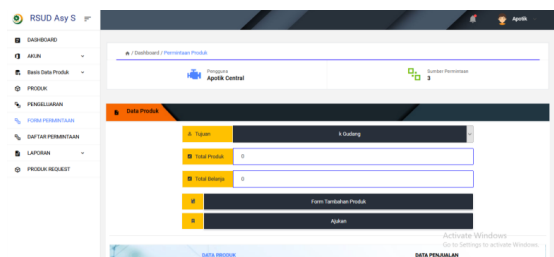 RSUD Asy S
Apotik
DASHBOARD
AKUN
Basis Data Produk
PRODUK
PENGELUARAN
FORM PERMINTAAN
DAFTAR PERMINTAAN
LAPORAN
PRODUK REQUEST
/ Dashboard / Permintaan Produk
Pengguna
Apotik Central
Sumber Permintaan
3
Data Produk
Tujuan
k Gudang
Total Produk
0
Total Belanja
0
Form Tambahan Produk
Ajukan
Activate Windows
Go to Settings to activate Windows.
DATA PRODUK
DATA PENJUALAN